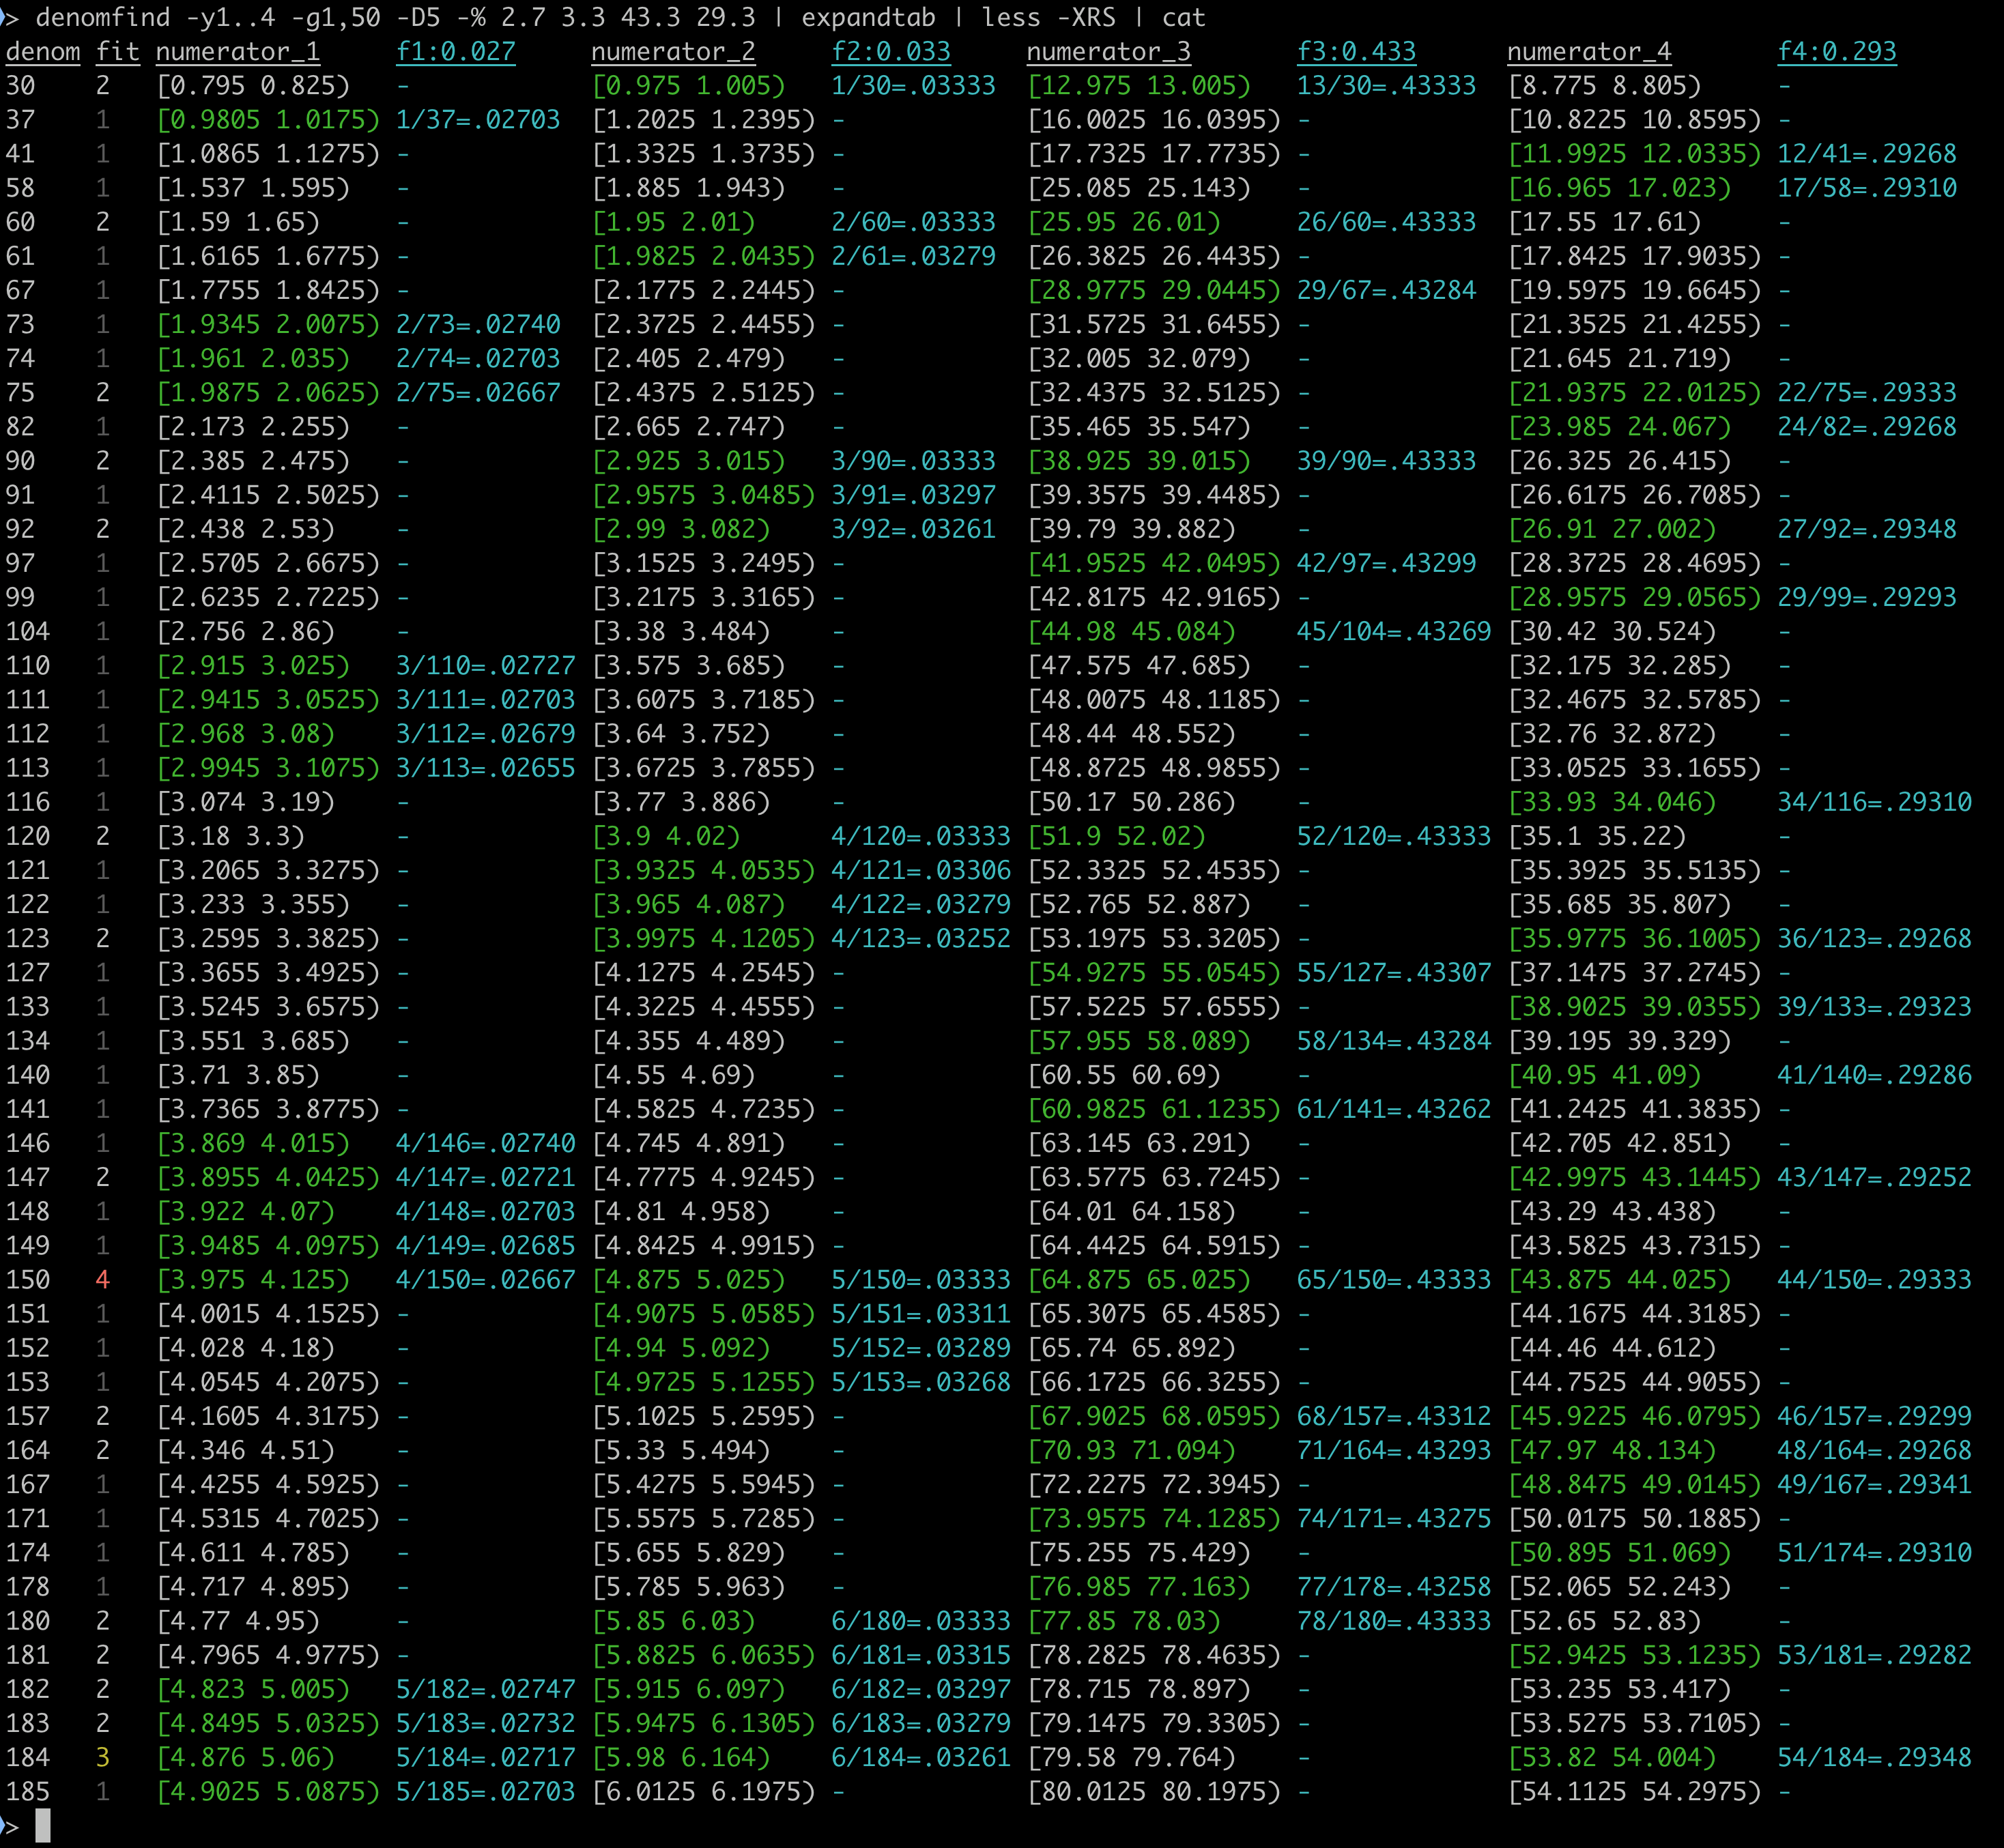 > denomfind -y1..4 -g1,50 -D5 -% 2.7 3.3 43.3 29.3 | expandtab | less -XRS | cat
denom fit numerator_1 f1:0.027 numerator_2 f2:0.033 numerator_3 f3:0.433 numerator_4 f4:0.293
30 2 [0.795 0.825) - [0.975 1.005) 1/30=.03333 [12.975 13.005) 13/30=.43333 [8.775 8.805) -
37 1 [0.9805 1.0175) 1/37=.02703 [1.2025 1.2395) - [16.0025 16.0395) - [10.8225 10.8595) -
41 1 [1.0865 1.1275) - [1.3325 1.3735) - [17.7325 17.7735) - [11.9925 12.0335) 12/41=.29268
58 1 [1.537 1.595) - [1.885 1.943) - [25.085 25.143) - [16.965 17.023) 17/58=.29310
60 2 [1.59 1.65) - [1.95 2.01) 2/60=.03333 [25.95 26.01) 26/60=.43333 [17.55 17.61) -
61 1 [1.6165 1.6775) - [1.9825 2.0435) 2/61=.03279 [26.3825 26.4435) - [17.8425 17.9035) -
67 1 [1.7755 1.8425) - [2.1775 2.2445) - [28.9775 29.0445) 29/67=.43284 [19.5975 19.6645) -
73 1 [1.9345 2.0075) 2/73=.02740 [2.3725 2.4455) - [31.5725 31.6455) - [21.3525 21.4255) -
74 1 [1.961 2.035) 2/74=.02703 [2.405 2.479) - [32.005 32.079) - [21.645 21.719) -
75 2 [1.9875 2.0625) 2/75=.02667 [2.4375 2.5125) - [32.4375 32.5125) - [21.9375 22.0125) 22/75=.29333
82 1 [2.173 2.255) - [2.665 2.747) - [35.465 35.547) - [23.985 24.067) 24/82=.29268
90 2 [2.385 2.475) - [2.925 3.015) 3/90=.03333 [38.925 39.015) 39/90=.43333 [26.325 26.415) -
91 1 [2.4115 2.5025) - [2.9575 3.0485) 3/91=.03297 [39.3575 39.4485) - [26.6175 26.7085) -
92 2 [2.438 2.53) - [2.99 3.082) 3/92=.03261 [39.79 39.882) - [26.91 27.002) 27/92=.29348
97 1 [2.5705 2.6675) - [3.1525 3.2495) - [41.9525 42.0495) 42/97=.43299 [28.3725 28.4695) -
99 1 [2.6235 2.7225) - [3.2175 3.3165) - [42.8175 42.9165) - [28.9575 29.0565) 29/99=.29293
104 1 [2.756 2.86) - [3.38 3.484) - [44.98 45.084) 45/104=.43269 [30.42 30.524) -
110 1 [2.915 3.025) 3/110=.02727 [3.575 3.685) - [47.575 47.685) - [32.175 32.285) -
111 1 [2.9415 3.0525) 3/111=.02703 [3.6075 3.7185) - [48.0075 48.1185) - [32.4675 32.5785) -
112 1 [2.968 3.08) 3/112=.02679 [3.64 3.752) - [48.44 48.552) - [32.76 32.872) -
113 1 [2.9945 3.1075) 3/113=.02655 [3.6725 3.7855) - [48.8725 48.9855) - [33.0525 33.1655) -
116 1 [3.074 3.19) - [3.77 3.886) - [50.17 50.286) - [33.93 34.046) 34/116=.29310
120 2 [3.18 3.3) - [3.9 4.02) 4/120=.03333 [51.9 52.02) 52/120=.43333 [35.1 35.22) -
121 1 [3.2065 3.3275) - [3.9325 4.0535) 4/121=.03306 [52.3325 52.4535) - [35.3925 35.5135) -
122 1 [3.233 3.355) - [3.965 4.087) 4/122=.03279 [52.765 52.887) - [35.685 35.807) -
123 2 [3.2595 3.3825) - [3.9975 4.1205) 4/123=.03252 [53.1975 53.3205) - [35.9775 36.1005) 36/123=.29268
127 1 [3.3655 3.4925) - [4.1275 4.2545) - [54.9275 55.0545) 55/127=.43307 [37.1475 37.2745) -
133 1 [3.5245 3.6575) - [4.3225 4.4555) - [57.5225 57.6555) - [38.9025 39.0355) 39/133=.29323
134 1 [3.551 3.685) - [4.355 4.489) - [57.955 58.089) 58/134=.43284 [39.195 39.329) -
140 1 [3.71 3.85) - [4.55 4.69) - [60.55 60.69) - [40.95 41.09) 41/140=.29286
141 1 [3.7365 3.8775) - [4.5825 4.7235) - [60.9825 61.1235) 61/141=.43262 [41.2425 41.3835) -
146 1 [3.869 4.015) 4/146=.02740 [4.745 4.891) - [63.145 63.291) - [42.705 42.851) -
147 2 [3.8955 4.0425) 4/147=.02721 [4.7775 4.9245) - [63.5775 63.7245) - [42.9975 43.1445) 43/147=.29252
148 1 [3.922 4.07) 4/148=.02703 [4.81 4.958) - [64.01 64.158) - [43.29 43.438) -
149 1 [3.9485 4.0975) 4/149=.02685 [4.8425 4.9915) - [64.4425 64.5915) - [43.5825 43.7315) -
150 4 [3.975 4.125) 4/150=.02667 [4.875 5.025) 5/150=.03333 [64.875 65.025) 65/150=.43333 [43.875 44.025) 44/150=.29333
151 1 [4.0015 4.1525) - [4.9075 5.0585) 5/151=.03311 [65.3075 65.4585) - [44.1675 44.3185) -
152 1 [4.028 4.18) - [4.94 5.092) 5/152=.03289 [65.74 65.892) - [44.46 44.612) -
153 1 [4.0545 4.2075) - [4.9725 5.1255) 5/153=.03268 [66.1725 66.3255) - [44.7525 44.9055) -
157 2 [4.1605 4.3175) - [5.1025 5.2595) - [67.9025 68.0595) 68/157=.43312 [45.9225 46.0795) 46/157=.29299
164 2 [4.346 4.51) - [5.33 5.494) - [70.93 71.094) 71/164=.43293 [47.97 48.134) 48/164=.29268
167 1 [4.4255 4.5925) - [5.4275 5.5945) - [72.2275 72.3945) - [48.8475 49.0145) 49/167=.29341
171 1 [4.5315 4.7025) - [5.5575 5.7285) - [73.9575 74.1285) 74/171=.43275 [50.0175 50.1885) -
174 1 [4.611 4.785) - [5.655 5.829) - [75.255 75.429) - [50.895 51.069) 51/174=.29310
178 1 [4.717 4.895) - [5.785 5.963) - [76.985 77.163) 77/178=.43258 [52.065 52.243) -
180 2 [4.77 4.95) - [5.85 6.03) 6/180=.03333 [77.85 78.03) 78/180=.43333 [52.65 52.83) -
181 2 [4.7965 4.9775) - [5.8825 6.0635) 6/181=.03315 [78.2825 78.4635) - [52.9425 53.1235) 53/181=.29282
182 2 [4.823 5.005) 5/182=.02747 [5.915 6.097) 6/182=.03297 [78.715 78.897) - [53.235 53.417) -
183 2 [4.8495 5.0325) 5/183=.02732 [5.9475 6.1305) 6/183=.03279 [79.1475 79.3305) - [53.5275 53.7105) -
184 3 [4.876 5.06) 5/184=.02717 [5.98 6.164) 6/184=.03261 [79.58 79.764) - [53.82 54.004) 54/184=.29348
185 1 [4.9025 5.0875) 5/185=.02703 [6.0125 6.1975) - [80.0125 80.1975) - [54.1125 54.2975) -
>